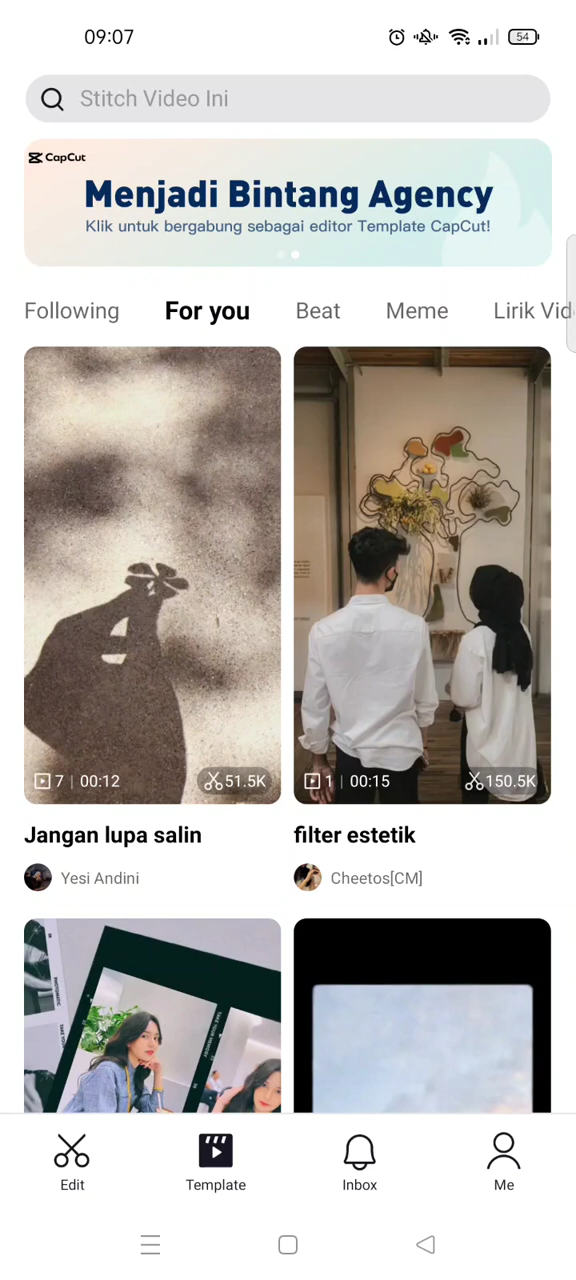 09:07
54
Stitch Video Ini
CapCut
Menjadi Bintang Agency
Klik untuk bergabung sebagai editor Template CapCut!
Following For you Beat Meme Lirik Vid
7 | 00:12 51.5K
1 | 00:15 150.5K
Jangan lupa salin
filter estetik
Yesi Andini
Cheetos[CM]
Edit Template Inbox Me